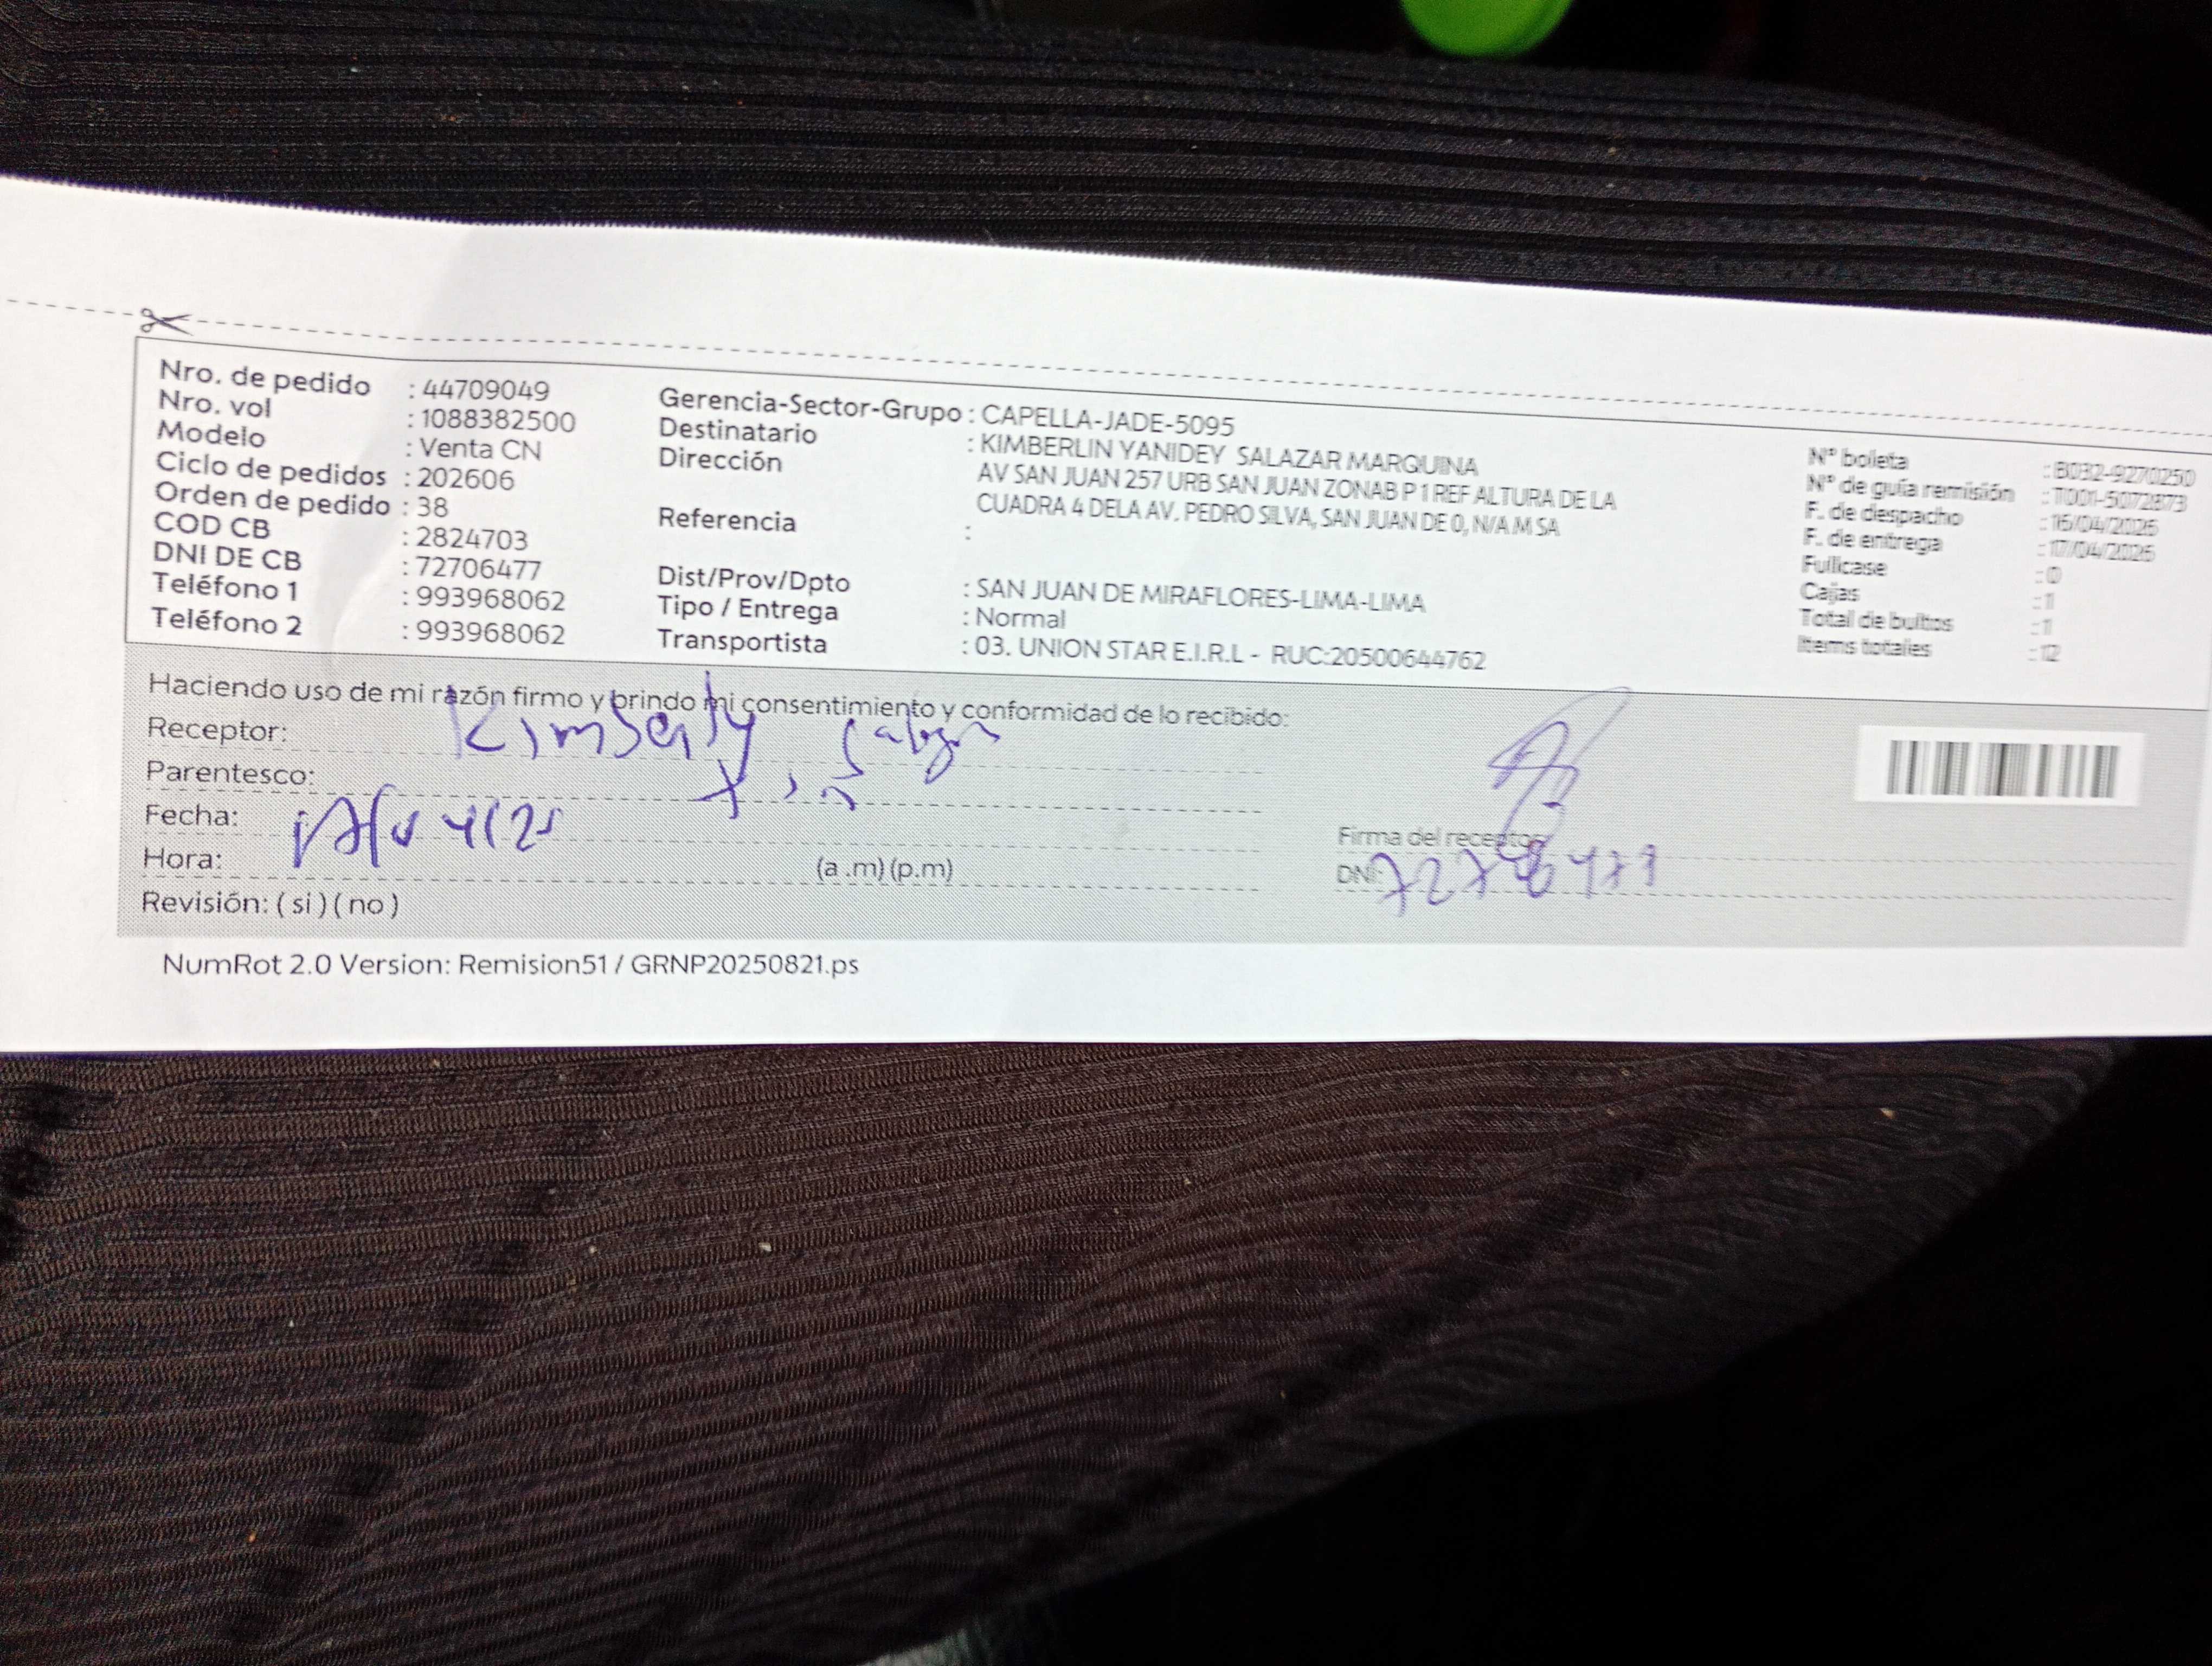 Nro. de pedido : 44709049
Nro. vol : 1088382500
Modelo : Venta CN
Ciclo de pedidos : 202606
Orden de pedido : 38
COD CB : 2824703
DNI DE CB : 72706477
Teléfono 1 : 993968062
Teléfono 2 : 993968062
Gerencia-Sector-Grupo : CAPELLA-JADE-5095
Destinatario : KIMBERLIN YANIDEY SALAZAR MARQUINA
Dirección AV SAN JUAN 257 URB SAN JUAN ZONAB P 1 REF ALTURA DE LA
CUADRA 4 DELA AV. PEDRO SILVA, SAN JUAN DE 0, N/A M SA
Referencia :
Dist/Prov/Dpto : SAN JUAN DE MIRAFLORES-LIMA-LIMA
Tipo / Entrega : Normal
Transportista : 03. UNION STAR E.I.R.L - RUC:20500644762
N° boleta : B032-9270250
N° de guía remisión : T001-5072873
F. de despacho : 16/04/2026
F. de entrega : 17/04/2026
Fullcase : 0
Cajas : 1
Total de bultos : 1
Items totales : 12
Haciendo uso de mi razón firmo y brindo mi consentimiento y conformidad de lo recibido:
Receptor: Kimberly
Parentesco:
Fecha:
Hora: (a .m) (p.m)
Revisión: ( si ) ( no )
Firma del receptor
DNI:
NumRot 2.0 Version: Remision51 / GRNP20250821.ps